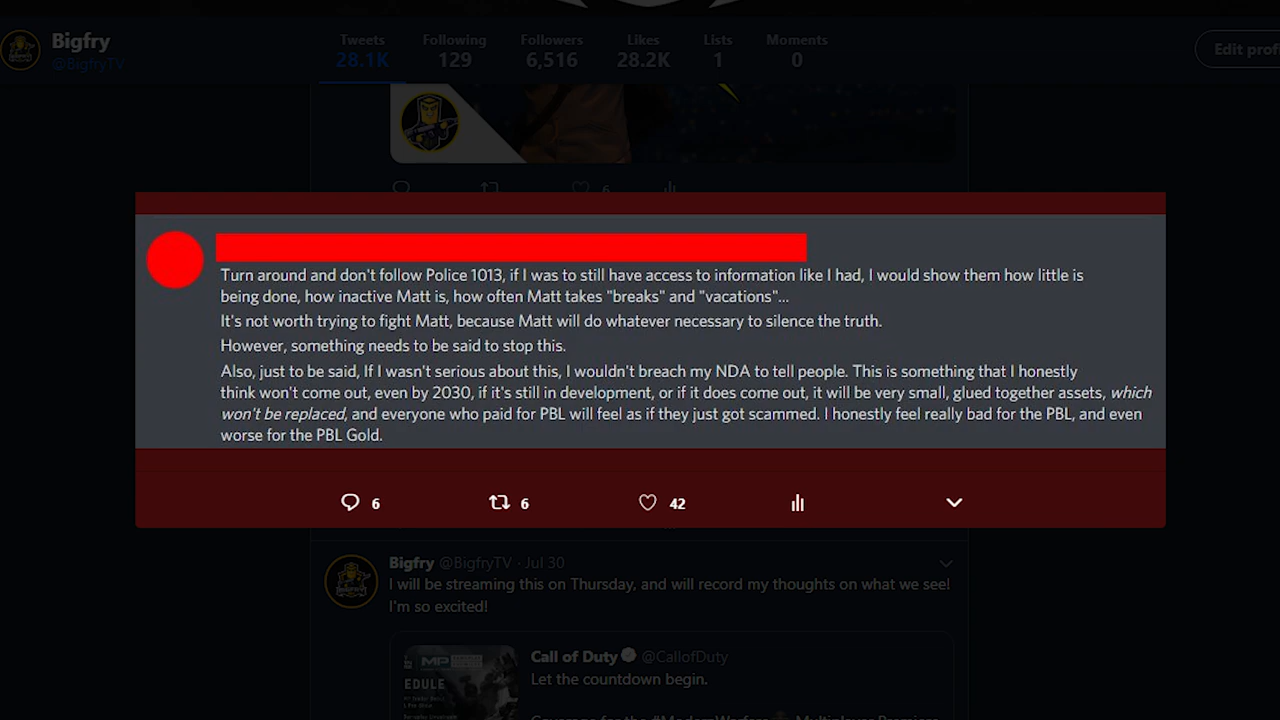 Bigfry
@BigfryTV
Tweets Following Followers Likes Lists Moments
28.1K 129 6,516 28.2K 1 0
Edit prof
6
Turn around and don't follow Police 1013, if I was to still have access to information like I had, I would show them how little is
being done, how inactive Matt is, how often Matt takes "breaks" and "vacations"...
It's not worth trying to fight Matt, because Matt will do whatever necessary to silence the truth.
However, something needs to be said to stop this.
Also, just to be said, If I wasn't serious about this, I wouldn't breach my NDA to tell people. This is something that I honestly
think won't come out, even by 2030, if it's still in development, or if it does come out, it will be very small, glued together assets, which
won't be replaced, and everyone who paid for PBL will feel as if they just got scammed. I honestly feel really bad for the PBL, and even
worse for the PBL Gold.
6 6 42
Bigfry @BigfryTV · Jul 30
I will be streaming this on Thursday, and will record my thoughts on what we see!
I'm so excited!
Call of Duty @CallofDuty
MP
EDULE
Let the countdown begin.